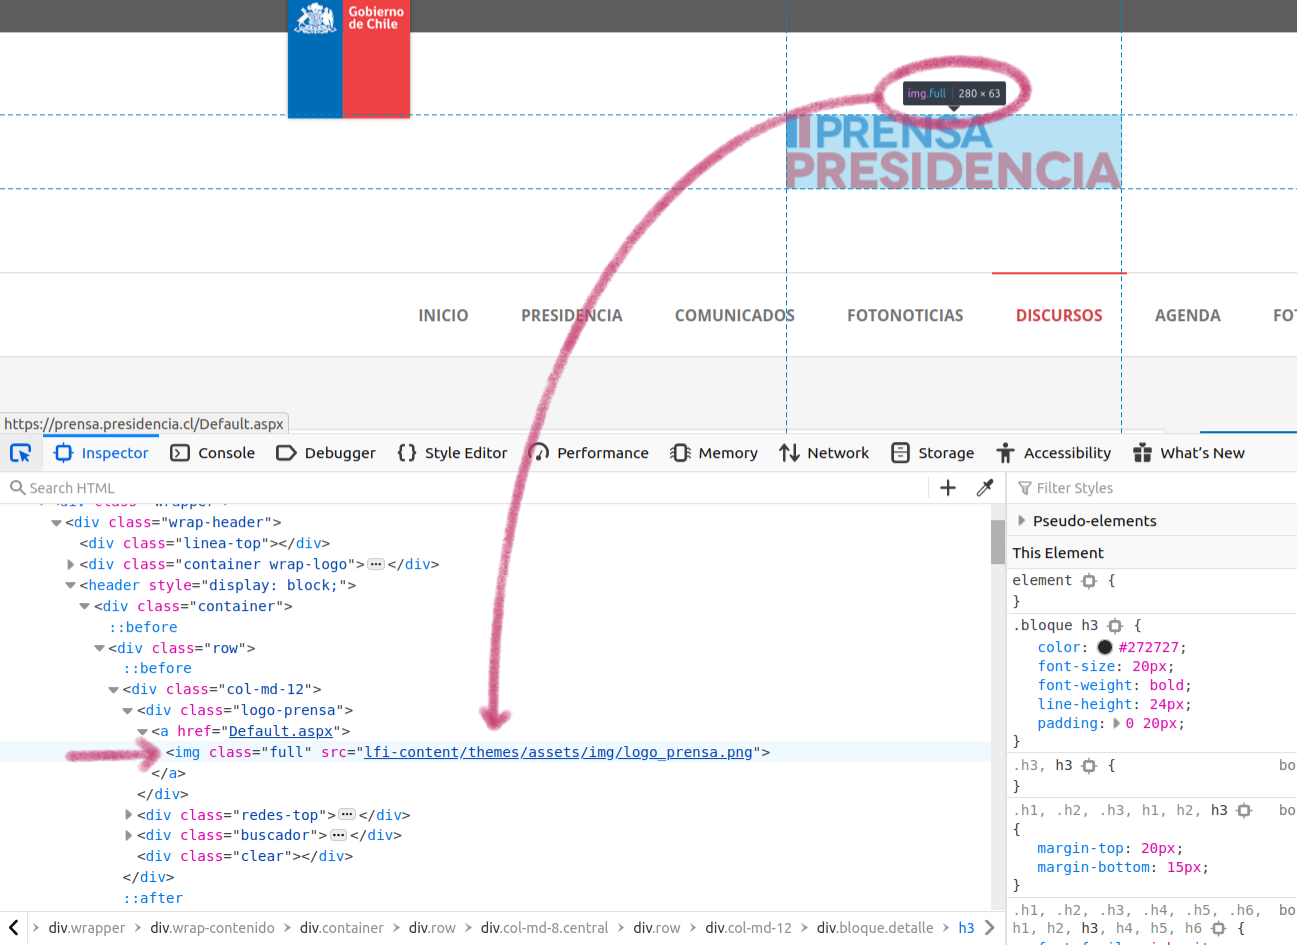 Gobierno
de Chile
img.full 280 × 63
PRENSA
PRESIDENCIA
INICIO PRESIDENCIA COMUNICADOS FOTONOTICIAS DISCURSOS AGENDA
https://prensa.presidencia.cl/Default.aspx
Inspector Console Debugger Style Editor Performance Memory Network Storage Accessibility What's New
Search HTML
Filter Styles
<div class="wrapper">
<div class="wrap-header">
<div class="linea-top"></div>
<div class="container wrap-logo">···</div>
<header style="display: block;">
<div class="container">
::before
<div class="row">
::before
<div class="col-md-12">
<div class="logo-prensa">
<a href="Default.aspx">
<img class="full" src="lfi-content/themes/assets/img/logo_prensa.png">
</a>
</div>
<div class="redes-top">···</div>
<div class="buscador">···</div>
<div class="clear"></div>
</div>
::after
Pseudo-elements
This Element
element {
}
.bloque h3 {
color: #272727;
font-size: 20px;
font-weight: bold;
line-height: 24px;
padding: 0 20px;
}
.h3, h3 { bo
}
.h1, .h2, .h3, h1, h2, h3 bo
{
margin-top: 20px;
margin-bottom: 15px;
}
.h1, .h2, .h3, .h4, .h5, .h6, bo
h1, h2, h3, h4, h5, h6 {
div.wrapper div.wrap-contenido div.container div.row div.col-md-8.central div.row div.col-md-12 div.bloque.detalle h3